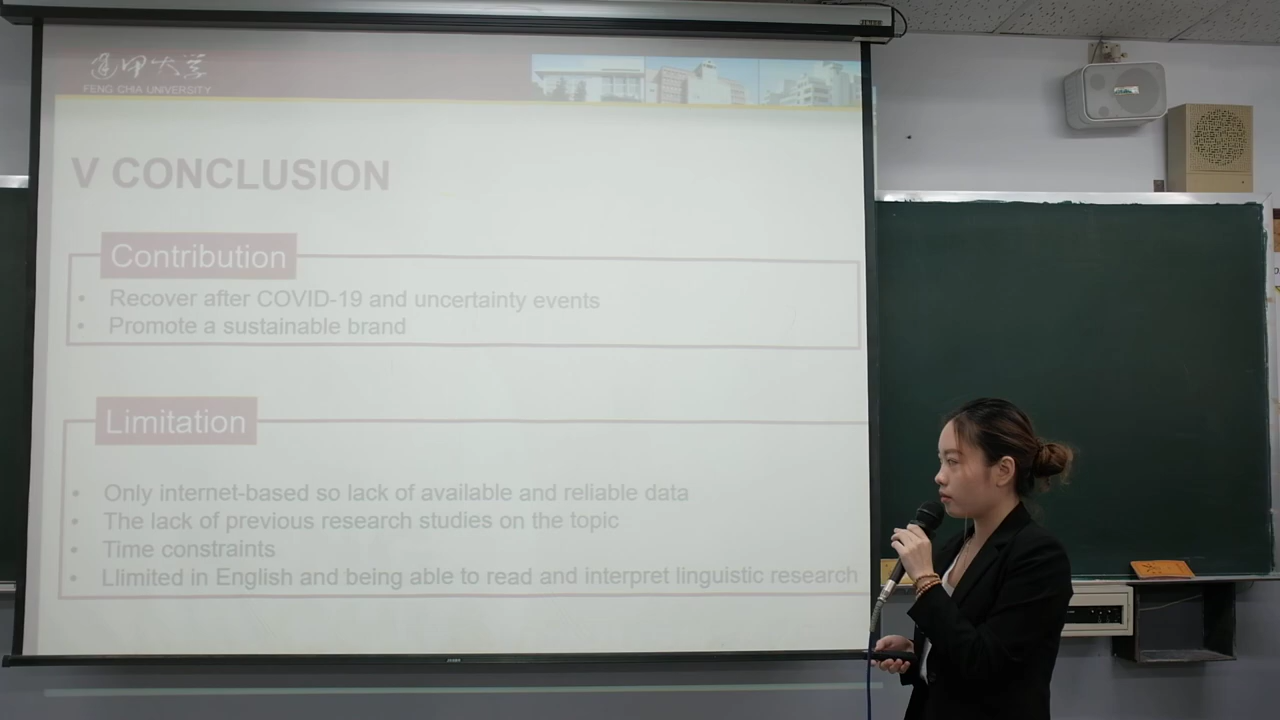 逢甲大學
FENG CHIA UNIVERSITY
V CONCLUSION
Contribution
• Recover after COVID-19 and uncertainty events
• Promote a sustainable brand
Limitation
• Only internet-based so lack of available and reliable data
• The lack of previous research studies on the topic
• Time constraints
• Llimited in English and being able to read and interpret linguistic research